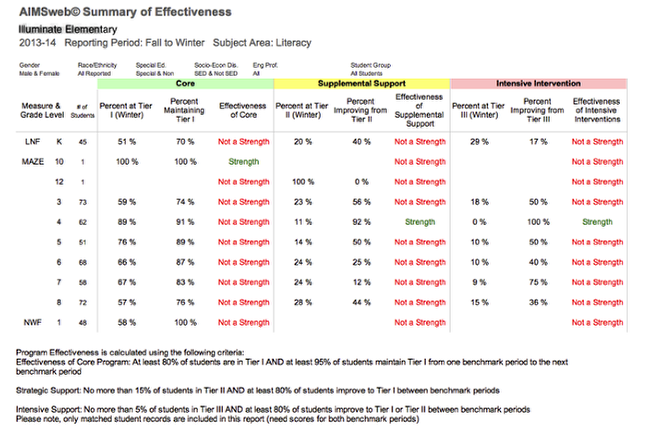 AIMSweb© Summary of Effectiveness
Illuminate Elementary
2013-14 Reporting Period: Fall to Winter Subject Area: Literacy
Gender Race/Ethnicity Special Ed. Socio-Econ Dis. Eng Prof. Student Group
Male & Female All Reported Special & Non SED & Not SED All All Students
Core Supplemental Support Intensive Intervention
Measure & Grade Level # of Students Percent at Tier I (Winter) Percent Maintaining Tier I Effectiveness of Core Percent at Tier II (Winter) Percent Improving from Tier II Effectiveness of Supplemental Support Percent at Tier III (Winter) Percent Improving from Tier III Effectiveness of Intensive Interventions
LNF K 45 51 % 70 % Not a Strength 20 % 40 % Not a Strength 29 % 17 % Not a Strength
MAZE 10 1 100 % 100 % Strength Not a Strength Not a Strength
12 1 Not a Strength 100 % 0 % Not a Strength Not a Strength
3 73 59 % 74 % Not a Strength 23 % 56 % Not a Strength 18 % 50 % Not a Strength
4 62 89 % 91 % Not a Strength 11 % 92 % Strength 0 % 100 % Strength
5 51 76 % 89 % Not a Strength 14 % 50 % Not a Strength 10 % 50 % Not a Strength
6 68 66 % 87 % Not a Strength 24 % 25 % Not a Strength 10 % 40 % Not a Strength
7 58 67 % 83 % Not a Strength 24 % 12 % Not a Strength 9 % 75 % Not a Strength
8 72 57 % 76 % Not a Strength 28 % 44 % Not a Strength 15 % 36 % Not a Strength
NWF 1 48 58 % 100 % Not a Strength Not a Strength Not a Strength
Program Effectiveness is calculated using the following criteria:
Effectiveness of Core Program: At least 80% of students are in Tier I AND at least 95% of students maintain Tier I from one benchmark period to the next
benchmark period
Strategic Support: No more than 15% of students in Tier II AND at least 80% of students improve to Tier I between benchmark periods
Intensive Support: No more than 5% of students in Tier III AND at least 80% of students improve to Tier I or Tier II between benchmark periods
Please note, only matched student records are included in this report (need scores for both benchmark periods)